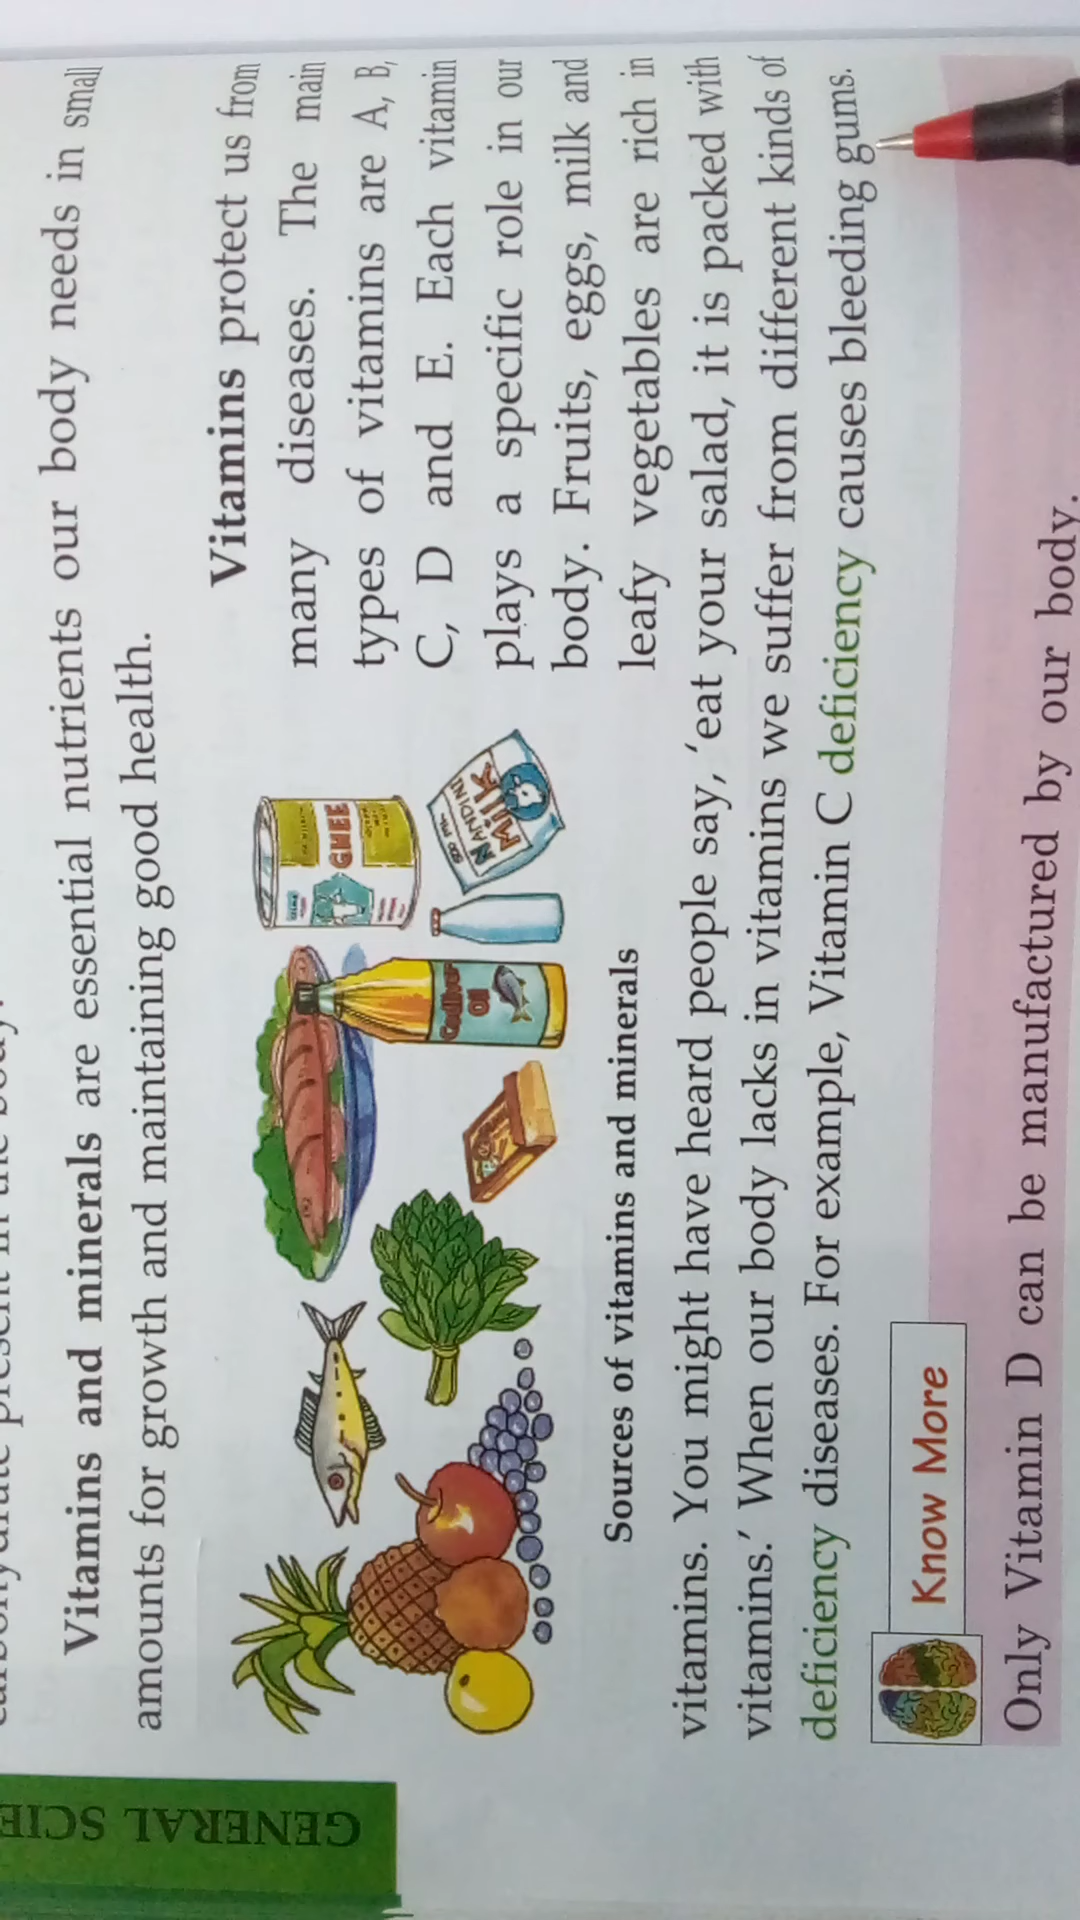 Vitamins and minerals are essential nutrients our body needs in small
amounts for growth and maintaining good health.
Vitamins protect us from
many diseases. The main
types of vitamins are A, B,
C, D and E. Each vitamin
plays a specific role in our
body. Fruits, eggs, milk and
leafy vegetables are rich in
GHEE
Codliver
Oil
500 ml
NANDINI
MiLK
Sources of vitamins and minerals
vitamins. You might have heard people say, ‘eat your salad, it is packed with
vitamins.’ When our body lacks in vitamins we suffer from different kinds of
deficiency diseases. For example, Vitamin C deficiency causes bleeding gums.
Know More
Only Vitamin D can be manufactured by our body.
GENERAL